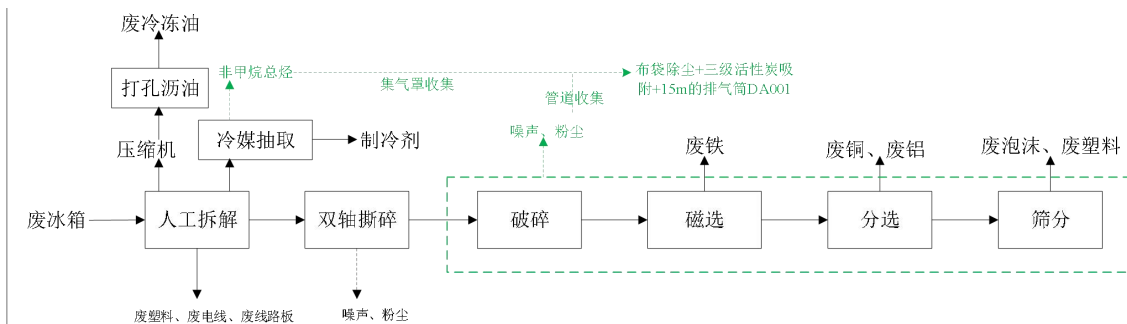 废冷冻油
打孔沥油
非甲烷总烃
集气罩收集
管道收集
布袋除尘+三级活性炭吸
附+15m的排气筒DA001
压缩机
冷媒抽取
制冷剂
噪声、粉尘
废铁
废铜、废铝
废泡沫、废塑料
废冰箱
人工拆解
双轴撕碎
破碎
磁选
分选
筛分
废塑料、废电线、废线路板
噪声、粉尘